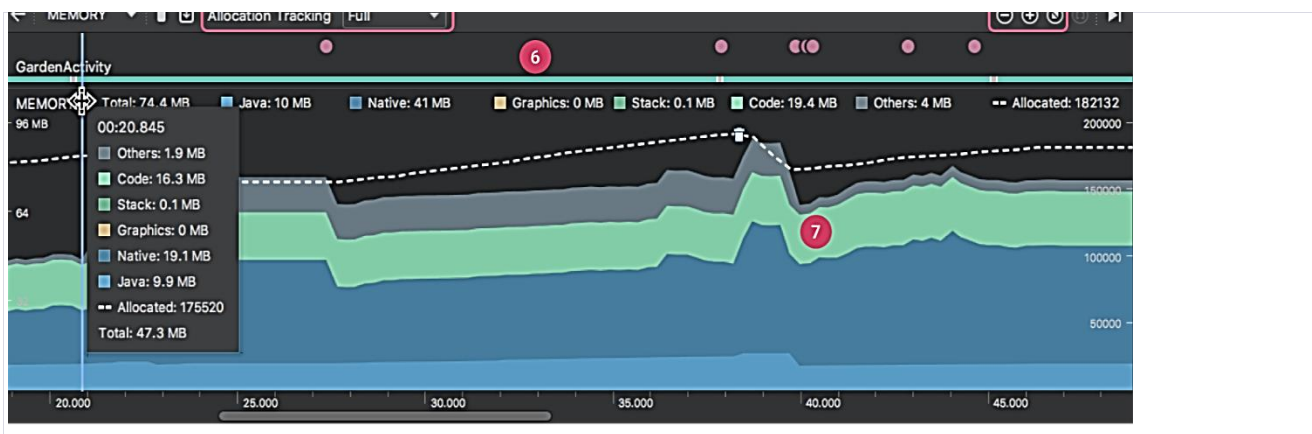 MEMORY Allocation Tracking Full
6
GardenActivity
MEMORY Total: 74.4 MB Java: 10 MB Native: 41 MB Graphics: 0 MB Stack: 0.1 MB Code: 19.4 MB Others: 4 MB Allocated: 182132
96 MB 200000
00:20.845
Others: 1.9 MB
Code: 16.3 MB
Stack: 0.1 MB
Graphics: 0 MB
Native: 19.1 MB
Java: 9.9 MB
Allocated: 175520
Total: 47.3 MB
64
150000
7
100000
50000
20.000 25.000 30.000 35.000 40.000 45.000